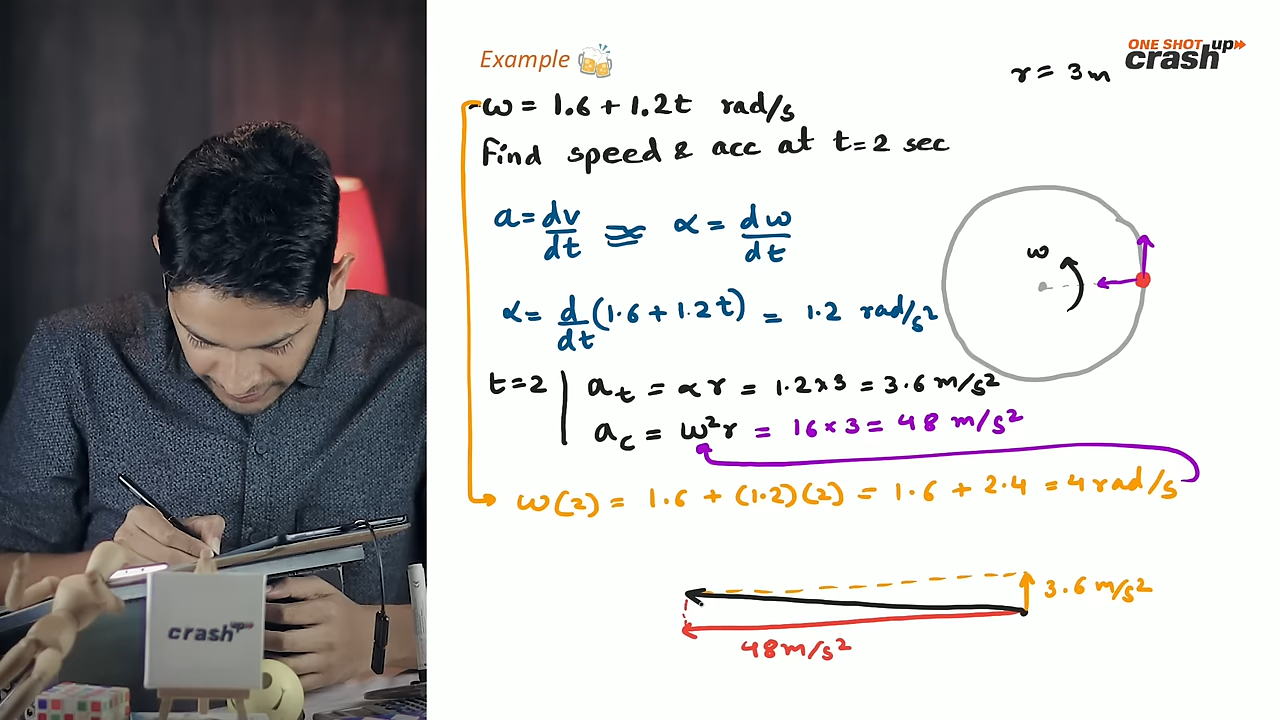 Example
ONE SHOT
crash up
r = 3m
ω = 1.6 + 1.2t rad/s
Find speed & acc at t=2 sec
a = dv/dt ≅ α = dω/dt
ω
α = d/dt (1.6 + 1.2t) = 1.2 rad/s²
t=2 | a_t = αr = 1.2×3 = 3.6 m/s²
a_c = ω²r = 16×3 = 48 m/s²
ω(2) = 1.6 + (1.2)(2) = 1.6 + 2.4 = 4 rad/s
3.6 m/s²
48 m/s²
crash up